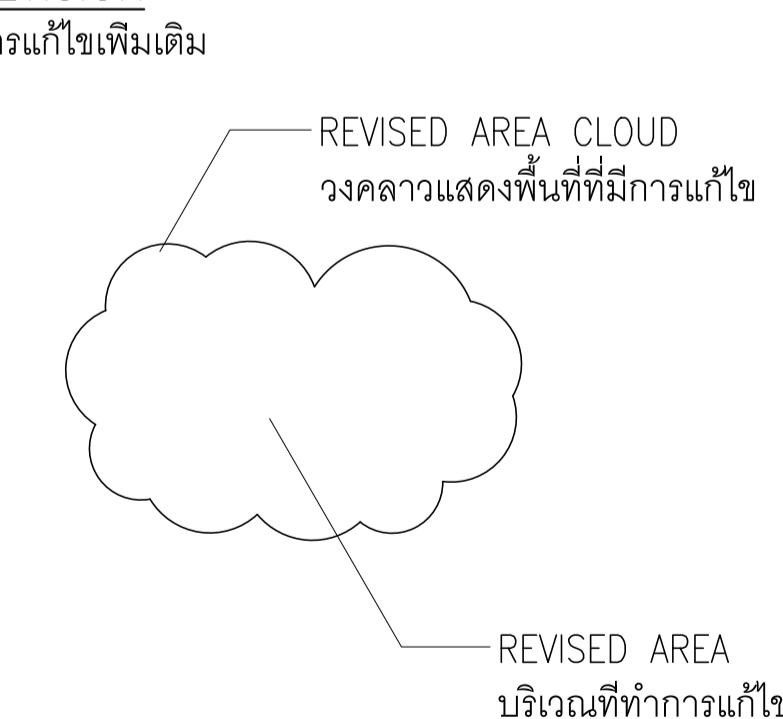 การแก้ไขเพิ่มเติม
REVISED AREA CLOUD
วงคลาวแสดงพื้นที่ที่มีการแก้ไข
REVISED AREA
บริเวณที่ทำการแก้ไข